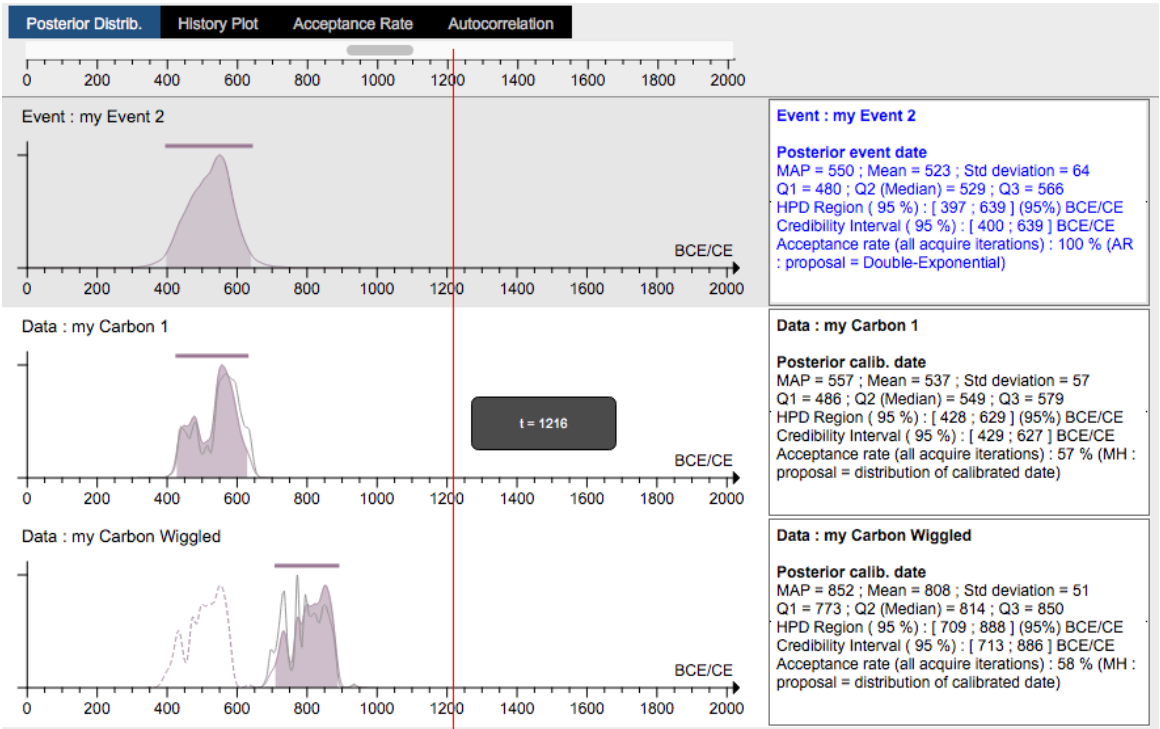 Posterior Distrib. History Plot Acceptance Rate Autocorrelation
0 200 400 600 800 1000 1200 1400 1600 1800 2000
Event : my Event 2
BCE/CE
0 200 400 600 800 1000 1200 1400 1600 1800 2000
Event : my Event 2
Posterior event date
MAP = 550 ; Mean = 523 ; Std deviation = 64
Q1 = 480 ; Q2 (Median) = 529 ; Q3 = 566
HPD Region ( 95 %) : [ 397 ; 639 ] (95%) BCE/CE
Credibility Interval ( 95 %) : [ 400 ; 639 ] BCE/CE
Acceptance rate (all acquire iterations) : 100 % (AR
: proposal = Double-Exponential)
Data : my Carbon 1
t = 1216
BCE/CE
0 200 400 600 800 1000 1200 1400 1600 1800 2000
Data : my Carbon 1
Posterior calib. date
MAP = 557 ; Mean = 537 ; Std deviation = 57
Q1 = 486 ; Q2 (Median) = 549 ; Q3 = 579
HPD Region ( 95 %) : [ 428 ; 629 ] (95%) BCE/CE
Credibility Interval ( 95 %) : [ 429 ; 627 ] BCE/CE
Acceptance rate (all acquire iterations) : 57 % (MH :
proposal = distribution of calibrated date)
Data : my Carbon Wiggled
BCE/CE
0 200 400 600 800 1000 1200 1400 1600 1800 2000
Data : my Carbon Wiggled
Posterior calib. date
MAP = 852 ; Mean = 808 ; Std deviation = 51
Q1 = 773 ; Q2 (Median) = 814 ; Q3 = 850
HPD Region ( 95 %) : [ 709 ; 888 ] (95%) BCE/CE
Credibility Interval ( 95 %) : [ 713 ; 886 ] BCE/CE
Acceptance rate (all acquire iterations) : 58 % (MH :
proposal = distribution of calibrated date)